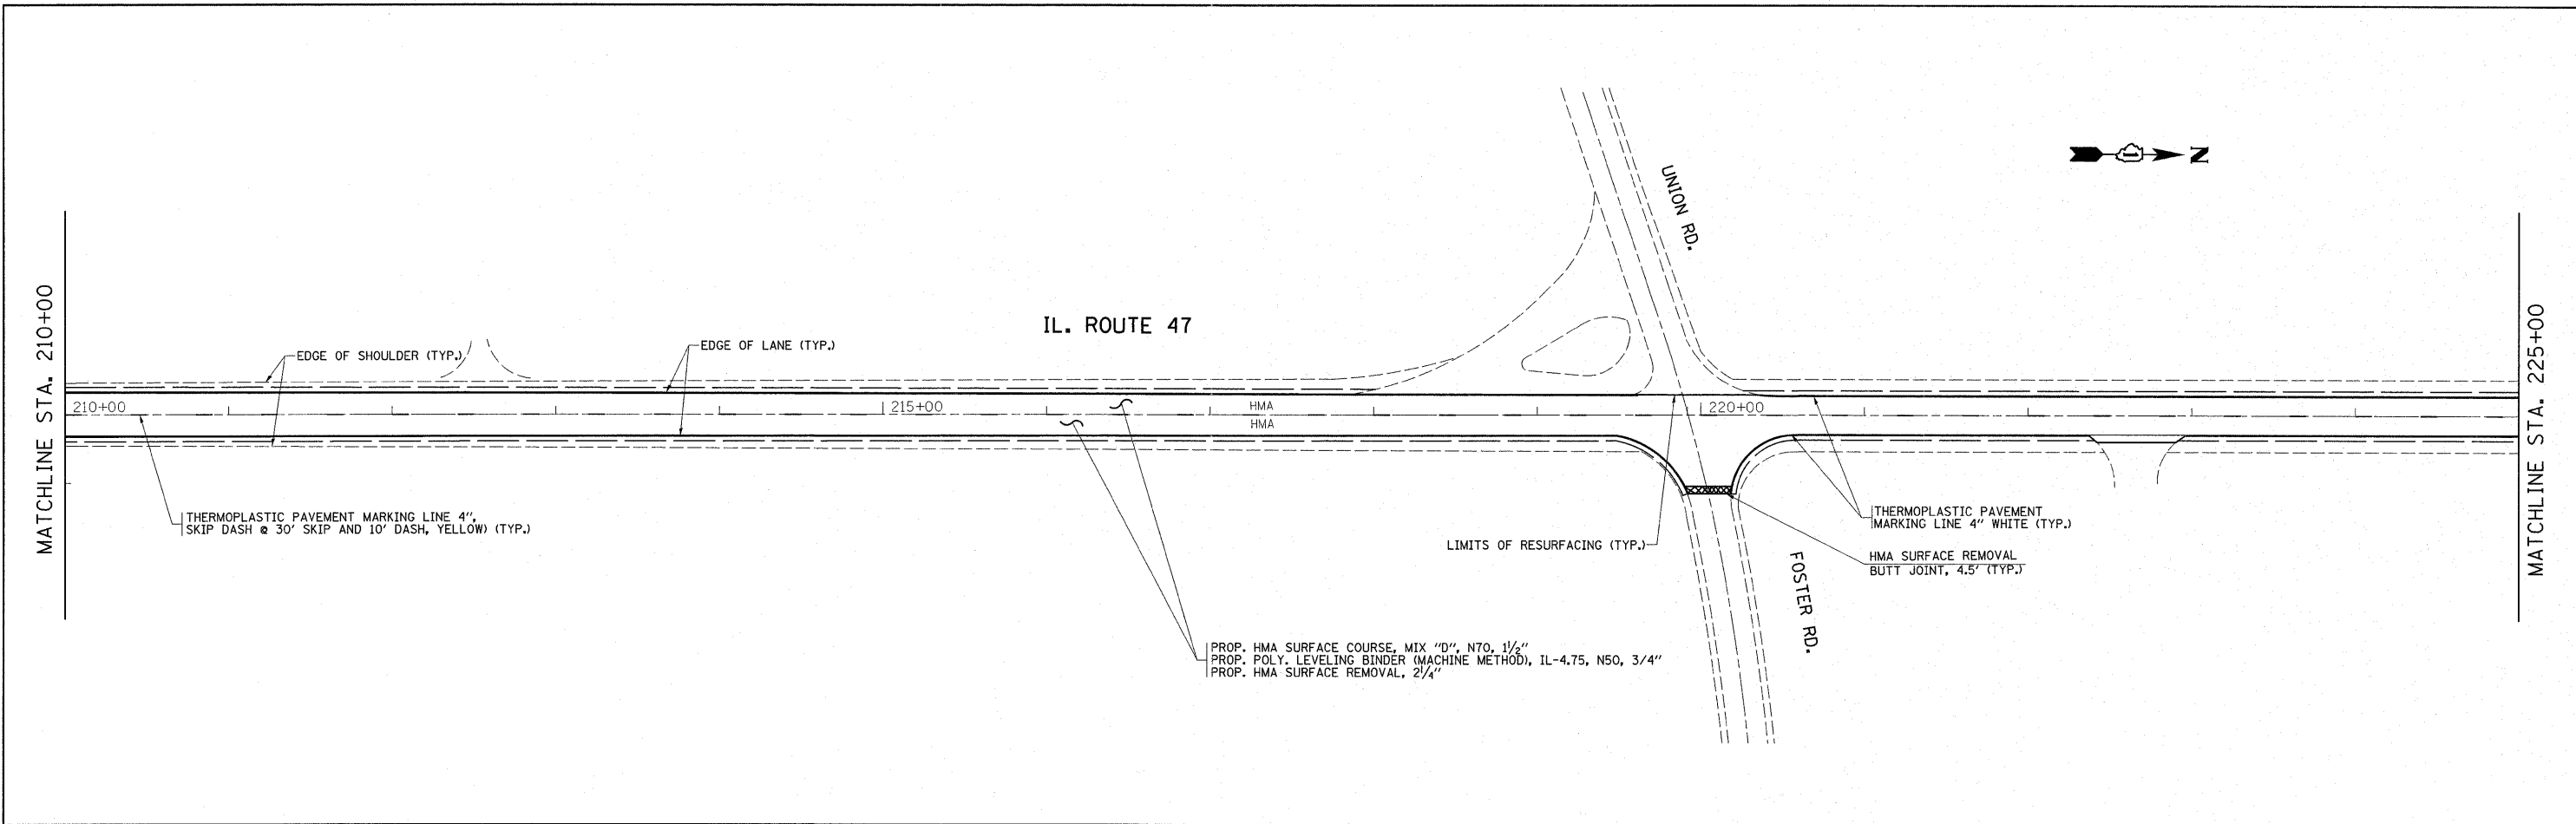 UNION RD.
N
IL. ROUTE 47
MATCHLINE STA. 210+00
EDGE OF SHOULDER (TYP.)
EDGE OF LANE (TYP.)
210+00
215+00
HMA
HMA
220+00
MATCHLINE STA. 225+00
THERMOPLASTIC PAVEMENT MARKING LINE 4",
SKIP DASH @ 30' SKIP AND 10' DASH, YELLOW) (TYP.)
LIMITS OF RESURFACING (TYP.)
THERMOPLASTIC PAVEMENT
MARKING LINE 4" WHITE (TYP.)
HMA SURFACE REMOVAL
BUTT JOINT, 4.5' (TYP.)
FOSTER RD.
PROP. HMA SURFACE COURSE, MIX "D", N70, 1 1/2"
PROP. POLY. LEVELING BINDER (MACHINE METHOD), IL-4.75, N50, 3/4"
PROP. HMA SURFACE REMOVAL, 2 1/4"